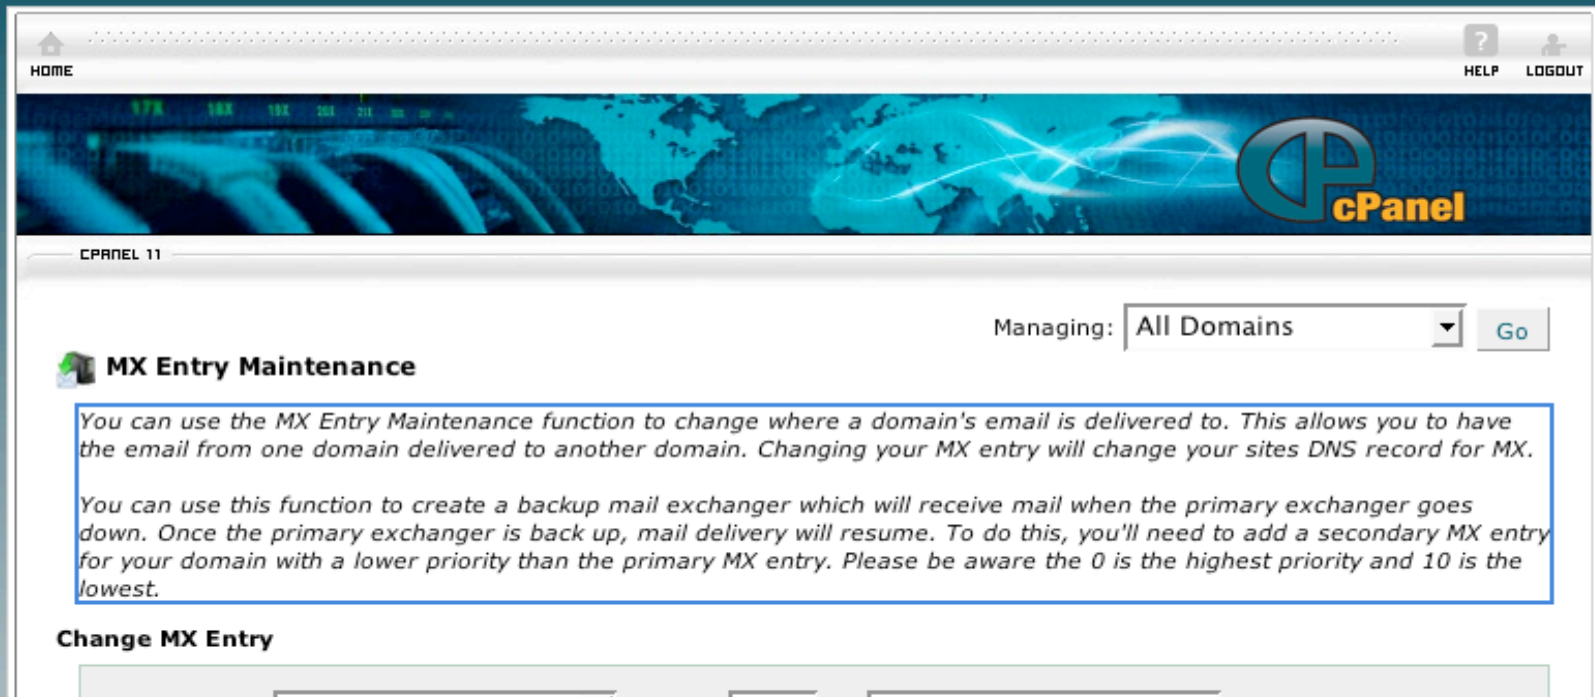 HOME
HELP
LOGOUT
17X 18X 19X 20X 21X
cPanel
CPANEL 11
Managing: All Domains Go
MX Entry Maintenance
You can use the MX Entry Maintenance function to change where a domain's email is delivered to. This allows you to have
the email from one domain delivered to another domain. Changing your MX entry will change your sites DNS record for MX.
You can use this function to create a backup mail exchanger which will receive mail when the primary exchanger goes
down. Once the primary exchanger is back up, mail delivery will resume. To do this, you'll need to add a secondary MX entry
for your domain with a lower priority than the primary MX entry. Please be aware the 0 is the highest priority and 10 is the
lowest.
Change MX Entry